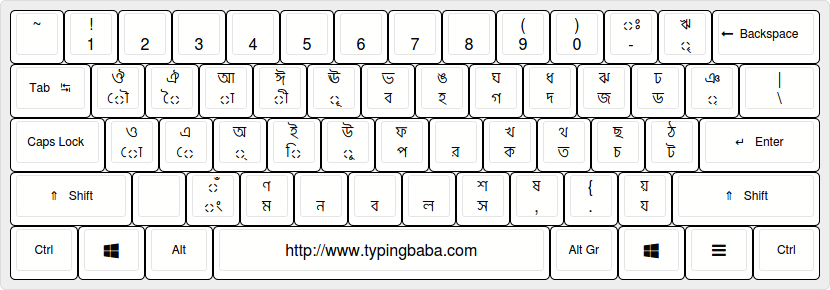 ~ ! ( ) ঃ ঋ
1 2 3 4 5 6 7 8 9 0 - ৃ ← Backspace
ঔ ঐ আ ঈ ঊ ভ ঙ ঘ ধ ঝ ঢ ঞ |
Tab ↹ ৌ ৈ া ী ূ ব হ গ দ জ ড ় \
ও এ অ ই উ ফ খ থ ছ ঠ
Caps Lock ো ে ্ ি ু প র ক ত চ ট ↵ Enter
ঁ ণ শ ষ { য়
⇑ Shift ং ম ন ব ল স , . য ⇑ Shift
Ctrl Alt http://www.typingbaba.com Alt Gr Ctrl